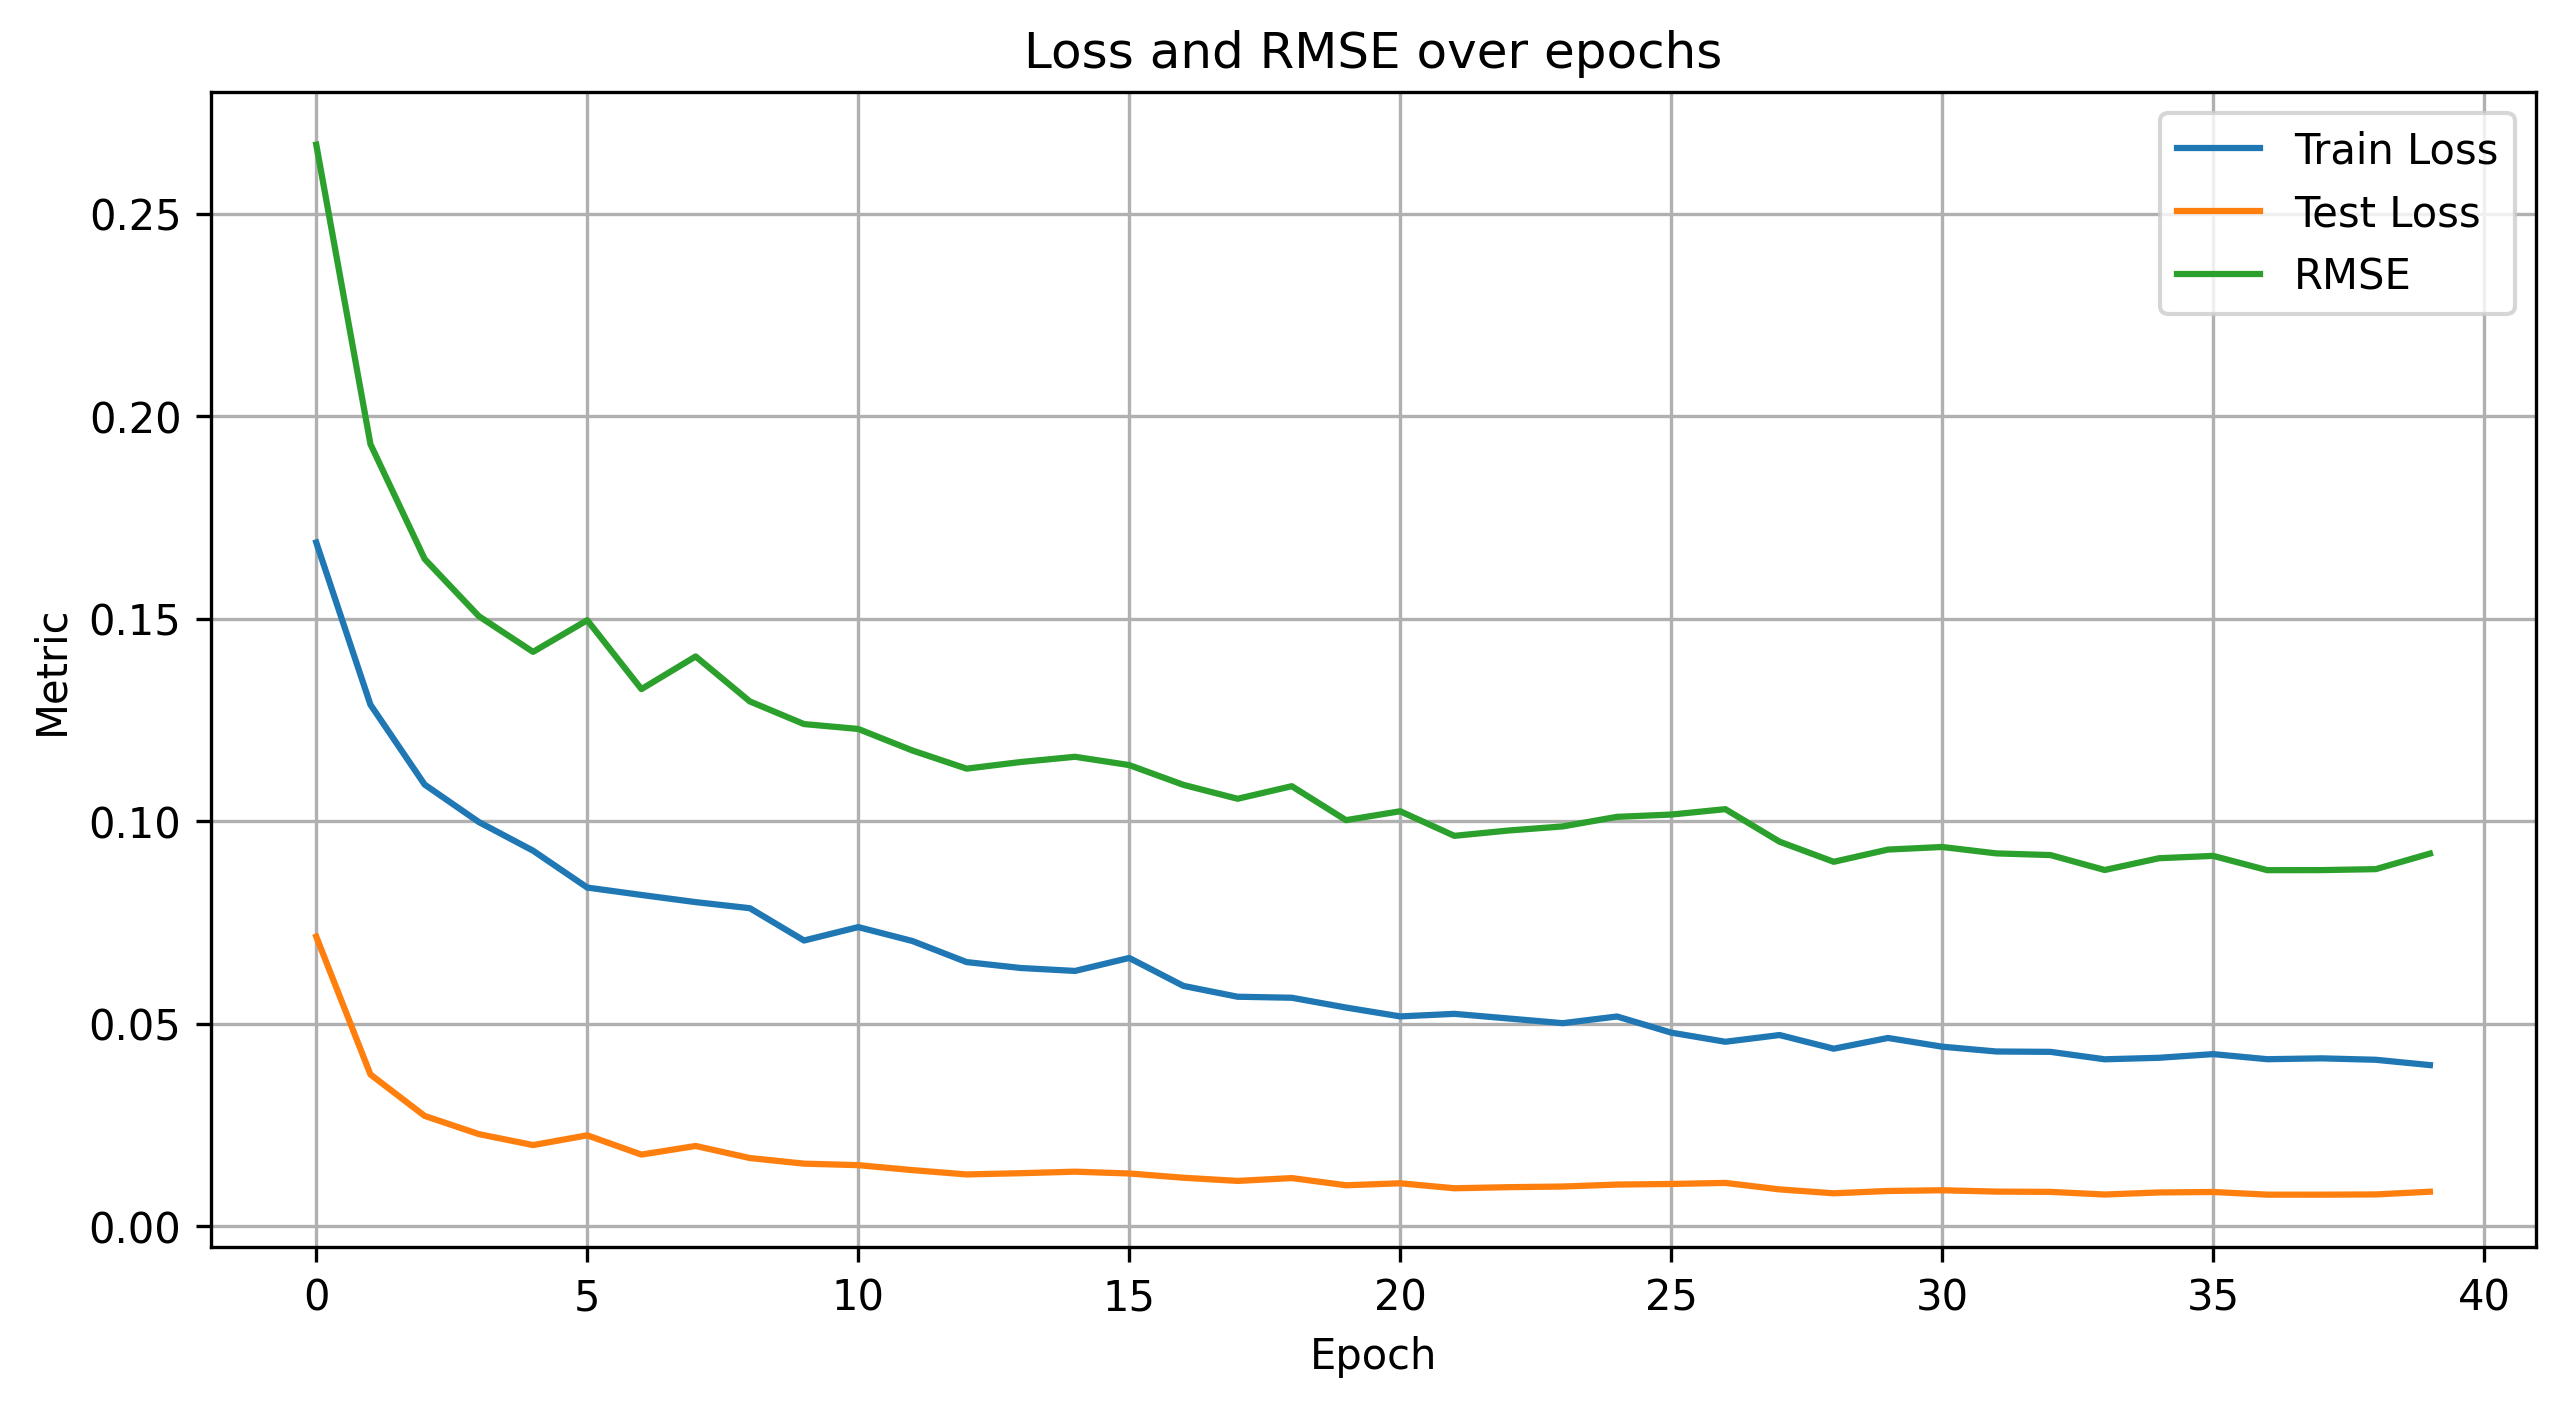 Loss and RMSE over epochs
Train Loss
Test Loss
RMSE
Metric
0.25
0.20
0.15
0.10
0.05
0.00
0 5 10 15 20 25 30 35 40
Epoch